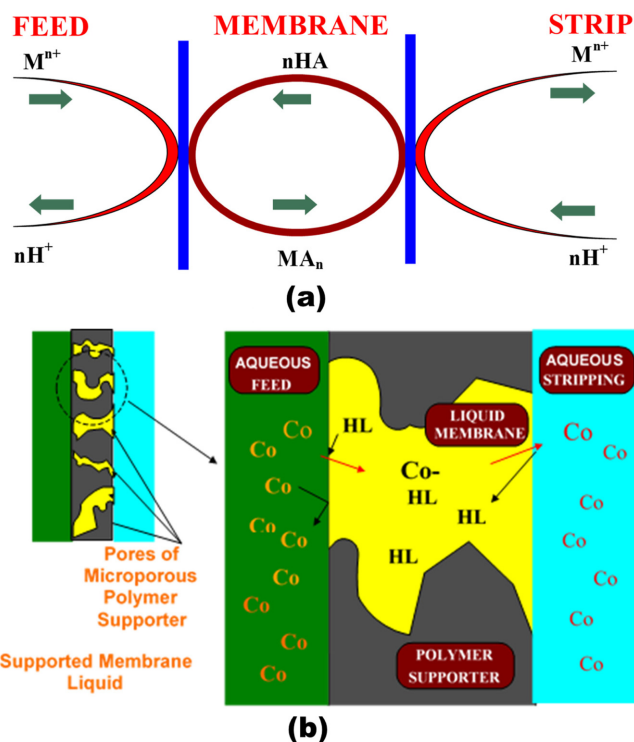 FEED MEMBRANE STRIP
Mⁿ⁺ nHA Mⁿ⁺
nH⁺ MAₙ nH⁺
(a)
AQUEOUS
FEED
AQUEOUS
STRIPPING
LIQUID
MEMBRANE
HL
Co
Co
Co
Co
Co
Co
Co
Co
Co
Co-
HL
HL
HL
Co
Co
Co
Co
Co
Co
Co
POLYMER
SUPPORTER
Pores of
Microporous
Polymer
Supporter
Supported Membrane
Liquid
(b)